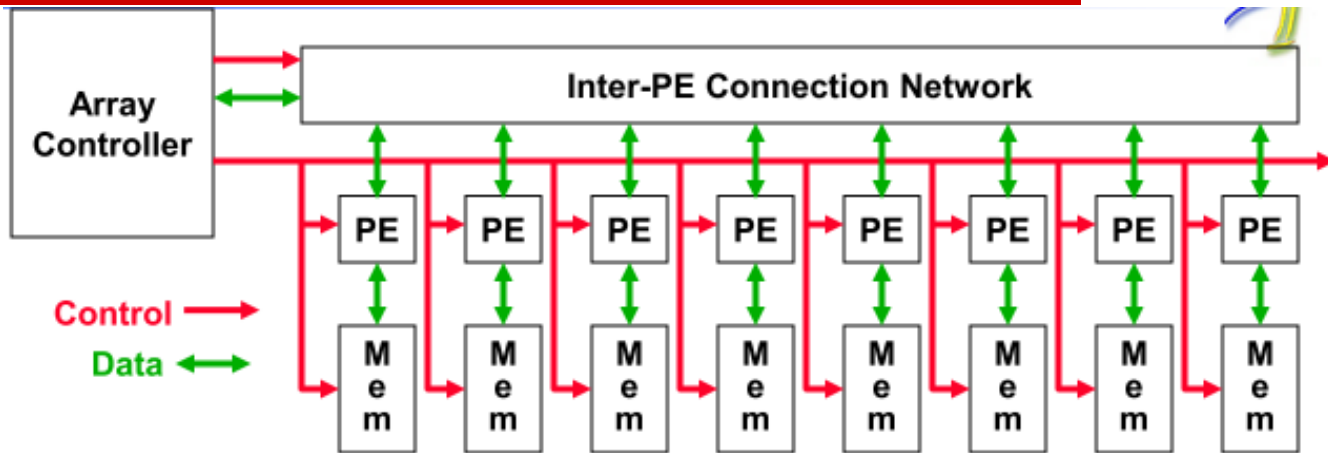 Array
Controller
Inter-PE Connection Network
PE PE PE PE PE PE PE PE
Control
Data
M M M M M M M M
e e e e e e e e
m m m m m m m m